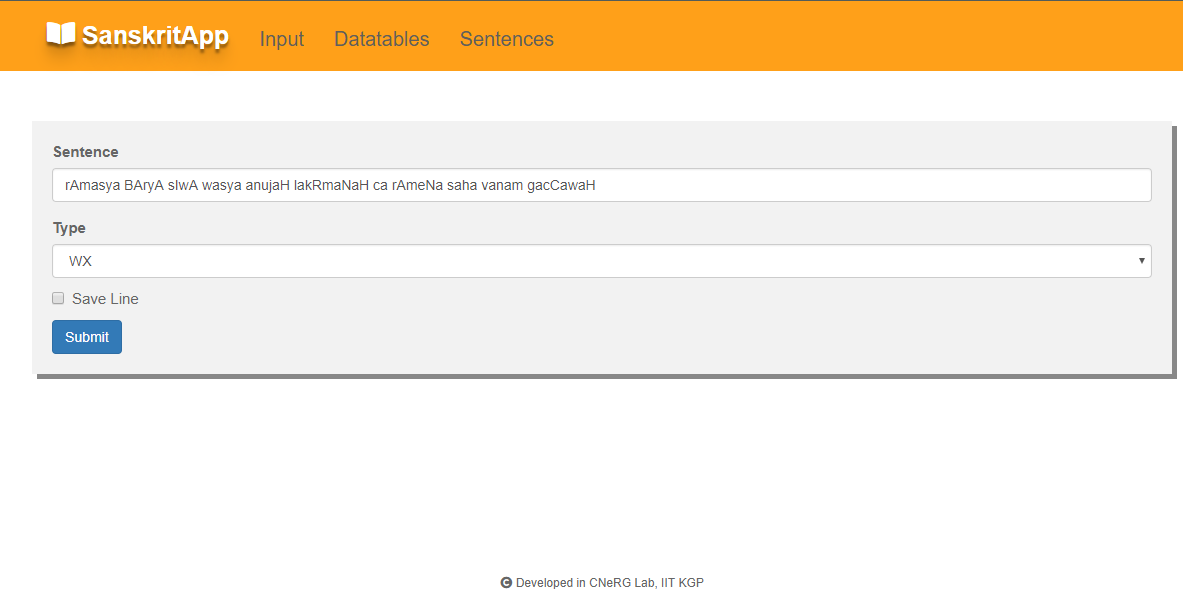 SanskritApp Input Datatables Sentences
Sentence
rAmasya BAryA sIwA wasya anujaH lakRmaNaH ca rAmeNa saha vanam gacCawaH
Type
WX
Save Line
Submit
Developed in CNeRG Lab, IIT KGP